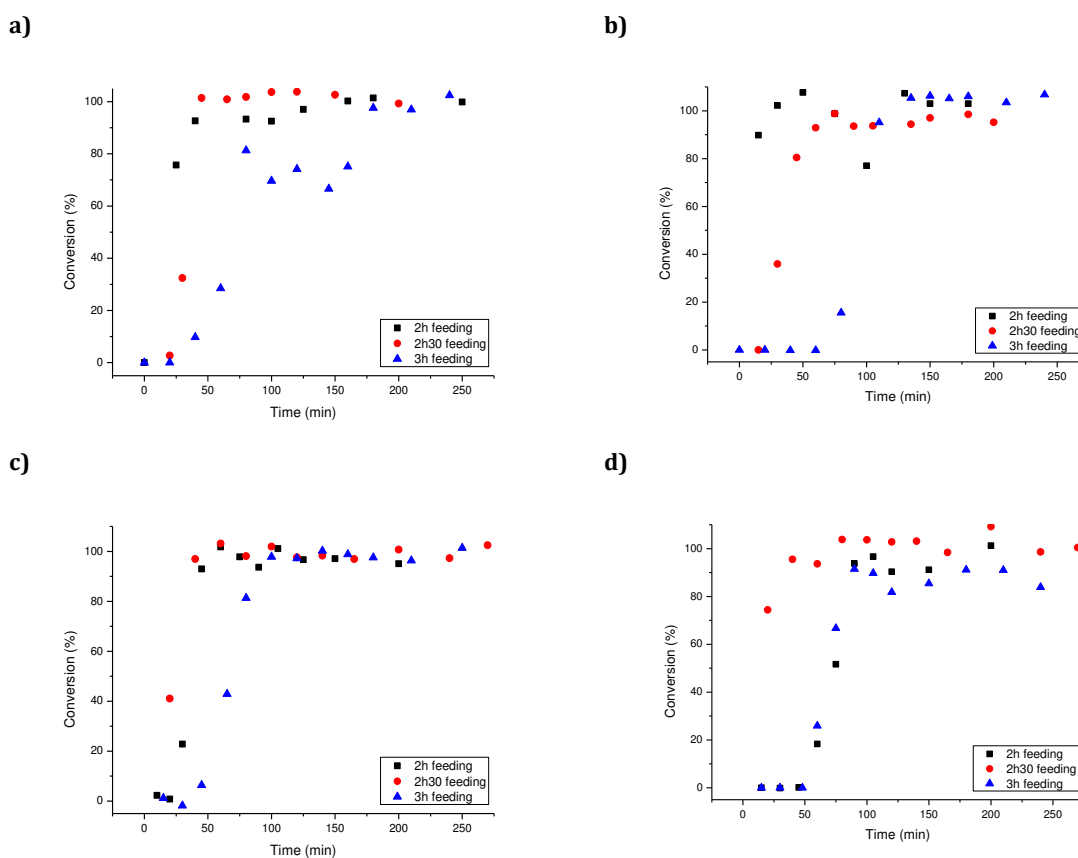 a)
b)
Conversion (%)
100
80
60
40
20
0
2h feeding
2h30 feeding
3h feeding
0 50 100 150 200 250
Time (min)
Conversion (%)
100
80
60
40
20
0
2h feeding
2h30 feeding
3h feeding
0 50 100 150 200 250
Time (min)
c)
d)
Conversion (%)
100
80
60
40
20
0
2h feeding
2h30 feeding
3h feeding
0 50 100 150 200 250
Time (min)
Conversion (%)
100
80
60
40
20
0
2h feeding
2h30 feeding
3h feeding
0 50 100 150 200 250
Time (min)